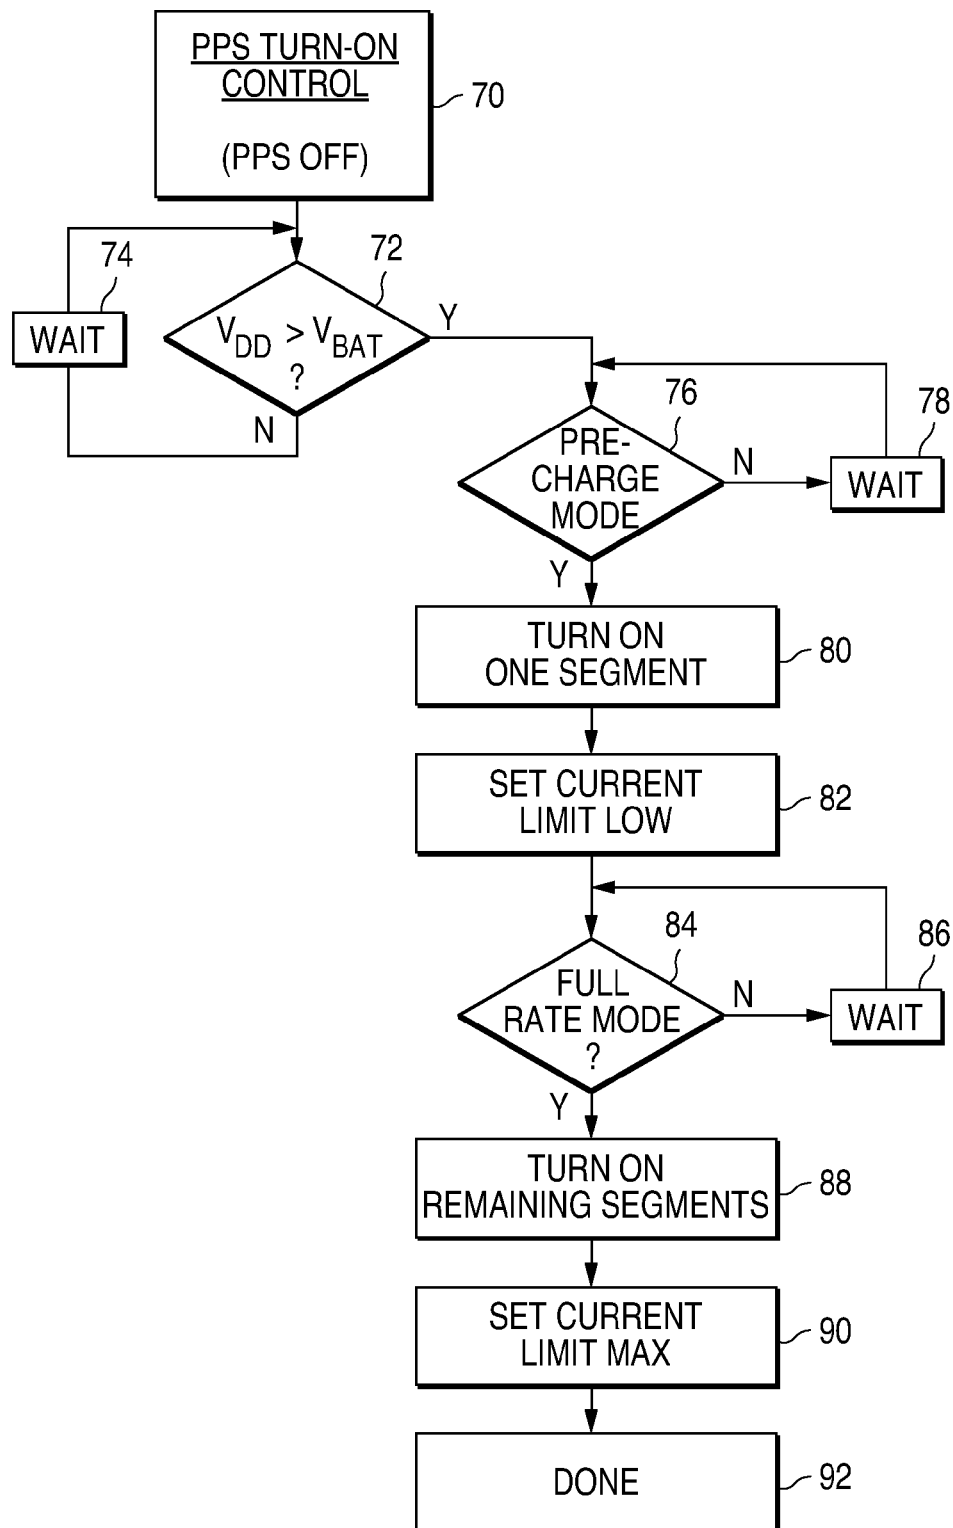 PPS TURN-ON
CONTROL
(PPS OFF)
70
74
WAIT
72
VDD > VBAT
?
Y
N
76
PRE-
CHARGE
MODE
N
78
WAIT
Y
TURN ON
ONE SEGMENT
80
SET CURRENT
LIMIT LOW
82
84
FULL
RATE MODE
?
N
86
WAIT
Y
TURN ON
REMAINING SEGMENTS
88
SET CURRENT
LIMIT MAX
90
DONE
92